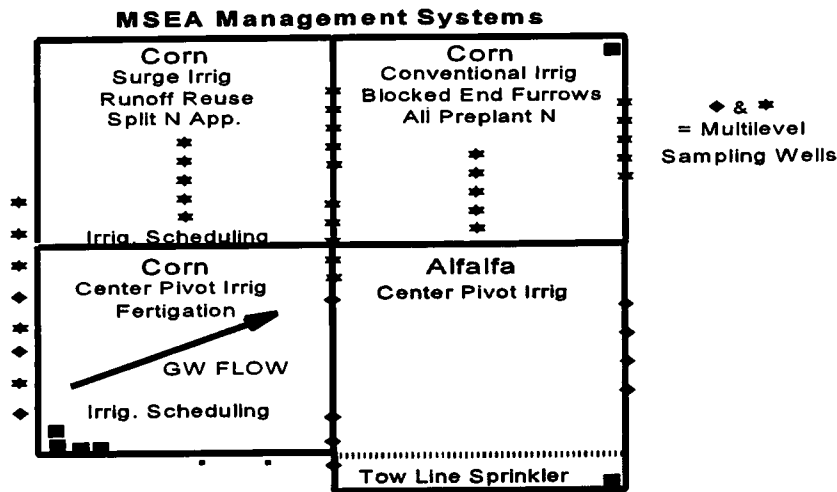 MSEA Management Systems
Corn
Surge Irrig
Runoff Reuse
Split N App.
Irrig. Scheduling
Corn
Conventional Irrig
Blocked End Furrows
All Preplant N
◆ & ✶
= Multilevel
Sampling Wells
Corn
Center Pivot Irrig
Fertigation
GW FLOW
Irrig. Scheduling
Alfalfa
Center Pivot Irrig
Tow Line Sprinkler